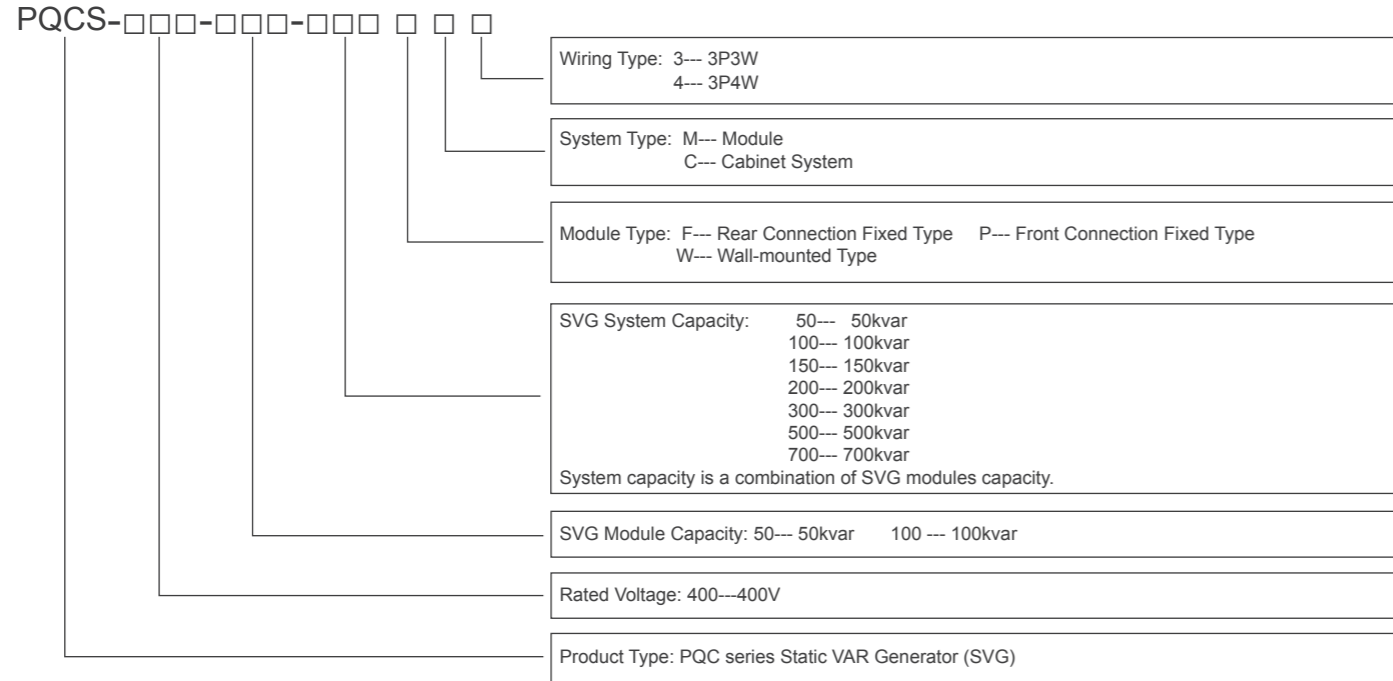 PQCS-□□□-□□□-□□□ □ □ □
Wiring Type: 3--- 3P3W
4--- 3P4W
System Type: M--- Module
C--- Cabinet System
Module Type: F--- Rear Connection Fixed Type P--- Front Connection Fixed Type
W--- Wall-mounted Type
SVG System Capacity: 50--- 50kvar
100--- 100kvar
150--- 150kvar
200--- 200kvar
300--- 300kvar
500--- 500kvar
700--- 700kvar
System capacity is a combination of SVG modules capacity.
SVG Module Capacity: 50--- 50kvar 100 --- 100kvar
Rated Voltage: 400---400V
Product Type: PQC series Static VAR Generator (SVG)